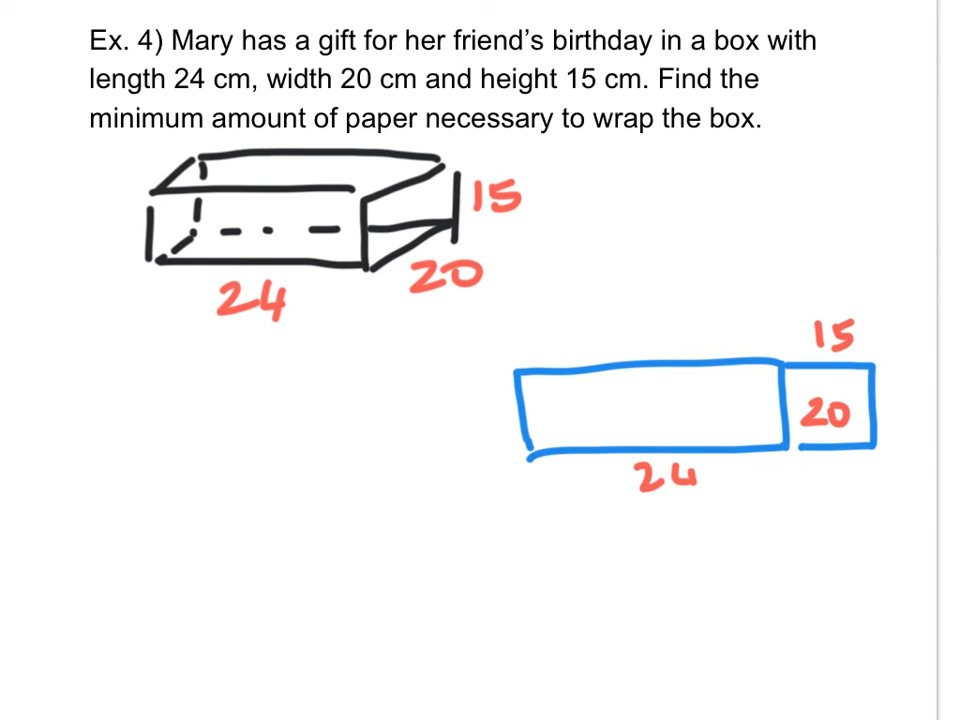 Ex. 4) Mary has a gift for her friend’s birthday in a box with
length 24 cm, width 20 cm and height 15 cm. Find the
minimum amount of paper necessary to wrap the box.
15
20
24
15
20
24